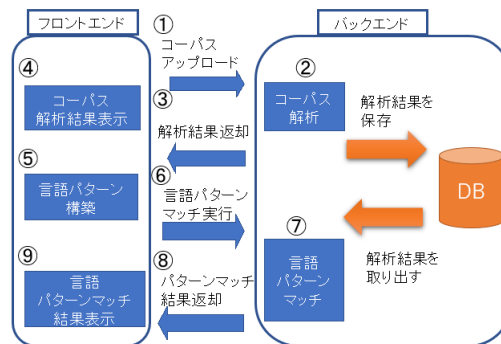 フロントエンド
バックエンド
①
コーパス
アップロード
②
コーパス
解析
解析結果を
保存
③
解析結果返却
④
コーパス
解析結果表示
⑤
言語パターン
構築
⑥
言語パターン
マッチ実行
DB
⑦
言語
パターン
マッチ
解析結果を
取り出す
⑧
パターンマッチ
結果返却
⑨
言語
パターンマッチ
結果表示